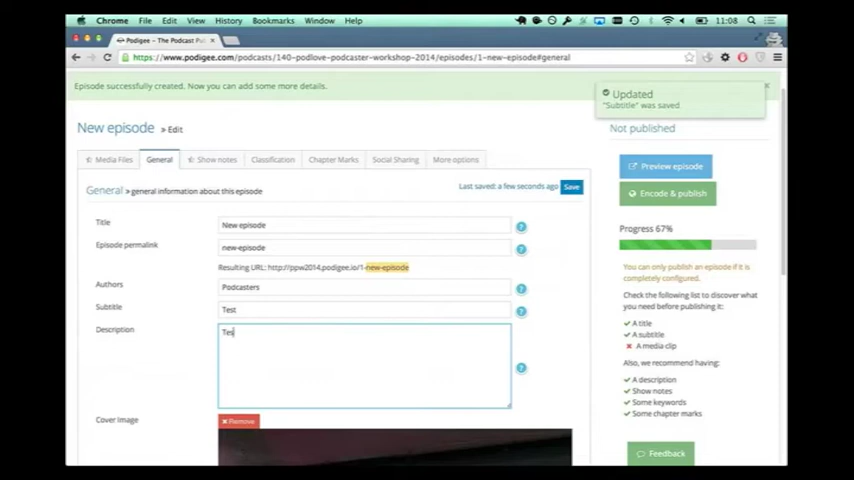 Chrome File Edit View History Bookmarks Window Help 11:08
Podigee – The Podcast Pu
https://www.podigee.com/podcasts/140-podlove-podcaster-workshop-2014/episodes/1-new-episode#general
Episode successfully created. Now you can add some more details.
Updated
"Subtitle" was saved
New episode » Edit
Not published
Media Files General Show notes Classification Chapter Marks Social Sharing More options
Preview episode
General » general information about this episode
Last saved: a few seconds ago Save
Encode & publish
Title New episode
Progress 67%
Episode permalink new-episode
Resulting URL: http://ppw2014.podigee.io/1-new-episode
You can only publish an episode if it is
completely configured.
Authors Podcasters
Check the following list to discover what
you need before publishing it:
Subtitle Test
A title
Description Tes
A subtitle
A media clip
Also, we recommend having:
A description
Show notes
Some keywords
Some chapter marks
Cover Image Remove
Feedback